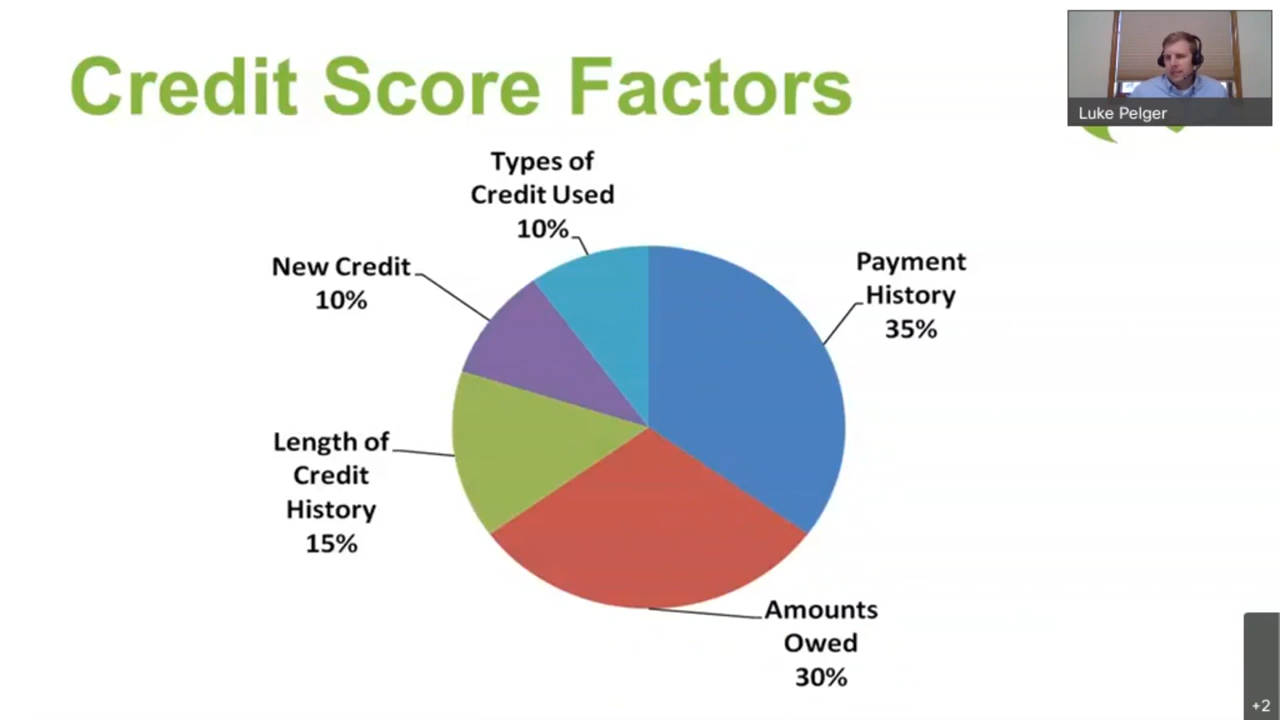 Credit Score Factors
Luke Pelger
Types of
Credit Used
10%
New Credit
10%
Payment
History
35%
Length of
Credit
History
15%
Amounts
Owed
30%
+2